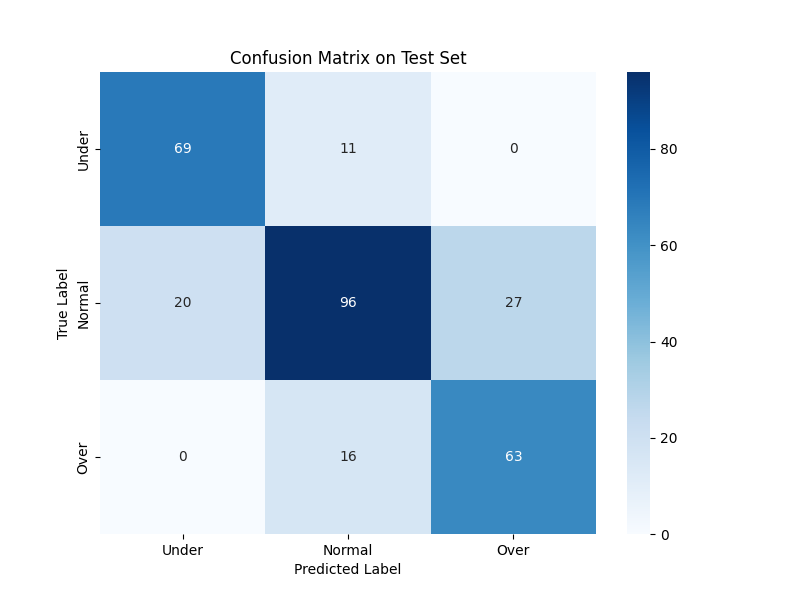 Confusion Matrix on Test Set
True Label
Under
69 11 0
Normal
20 96 27
Over
0 16 63
Under Normal Over
Predicted Label
80
60
40
20
0